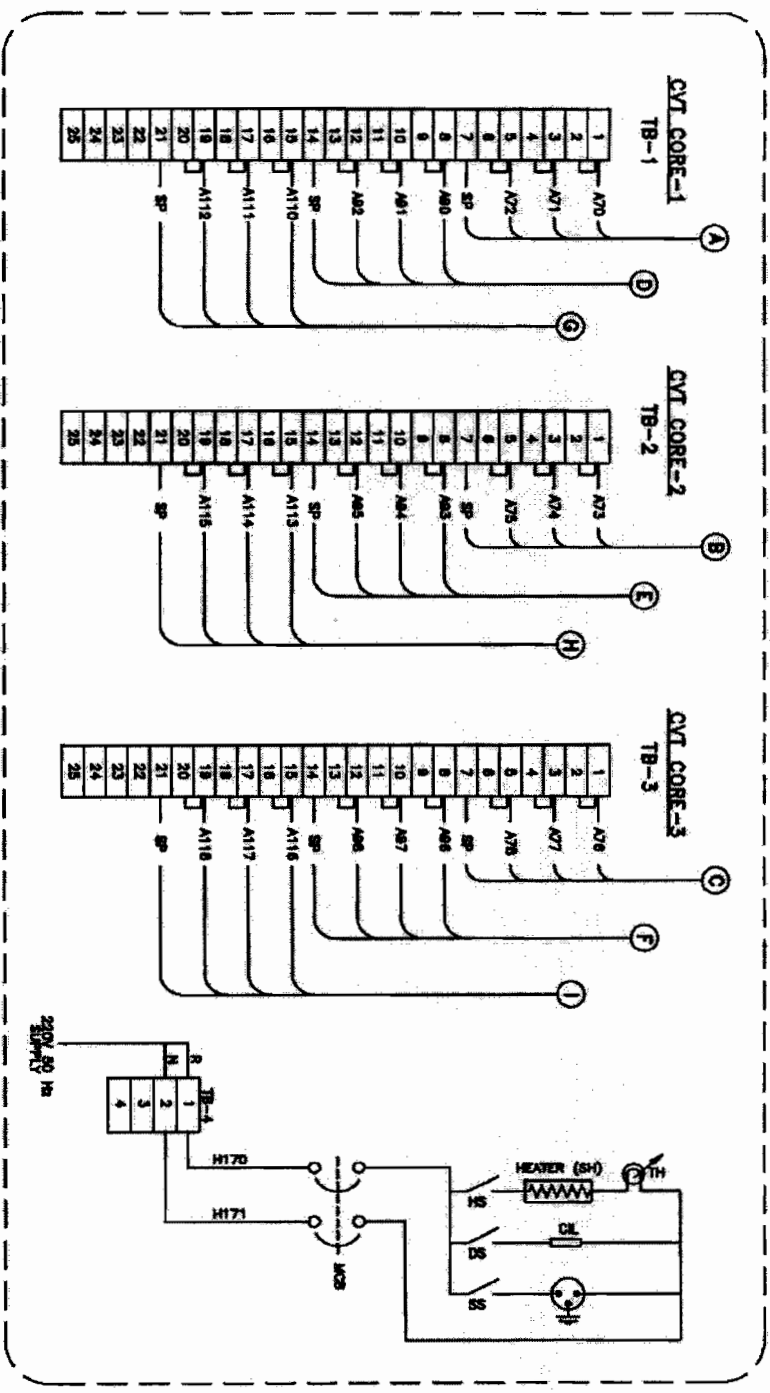 CVT CORE-1
TB-1
1 2 3 4 5 6 7 8 9 10 11 12 13 14 15 16 17 18 19 20 21 22 23 24 25
A70
A71
A72
SP
A90
A91
A92
SP
A110
A111
A112
SP
A
D
G
CVT CORE-2
TB-2
1 2 3 4 5 6 7 8 9 10 11 12 13 14 15 16 17 18 19 20 21 22 23 24 25
A73
A74
A75
SP
A93
A94
A95
SP
A113
A114
A115
SP
B
E
H
CVT CORE-3
TB-3
1 2 3 4 5 6 7 8 9 10 11 12 13 14 15 16 17 18 19 20 21 22 23 24 25
A76
A77
A78
SP
A96
A97
A98
SP
A116
A117
A118
SP
C
F
I
220V 50 Hz
SUPPLY
R
N
TB-4
1 2 3 4
H170
H171
MCB
HEATER (SH)
TH
HS
CIL
DS
SS